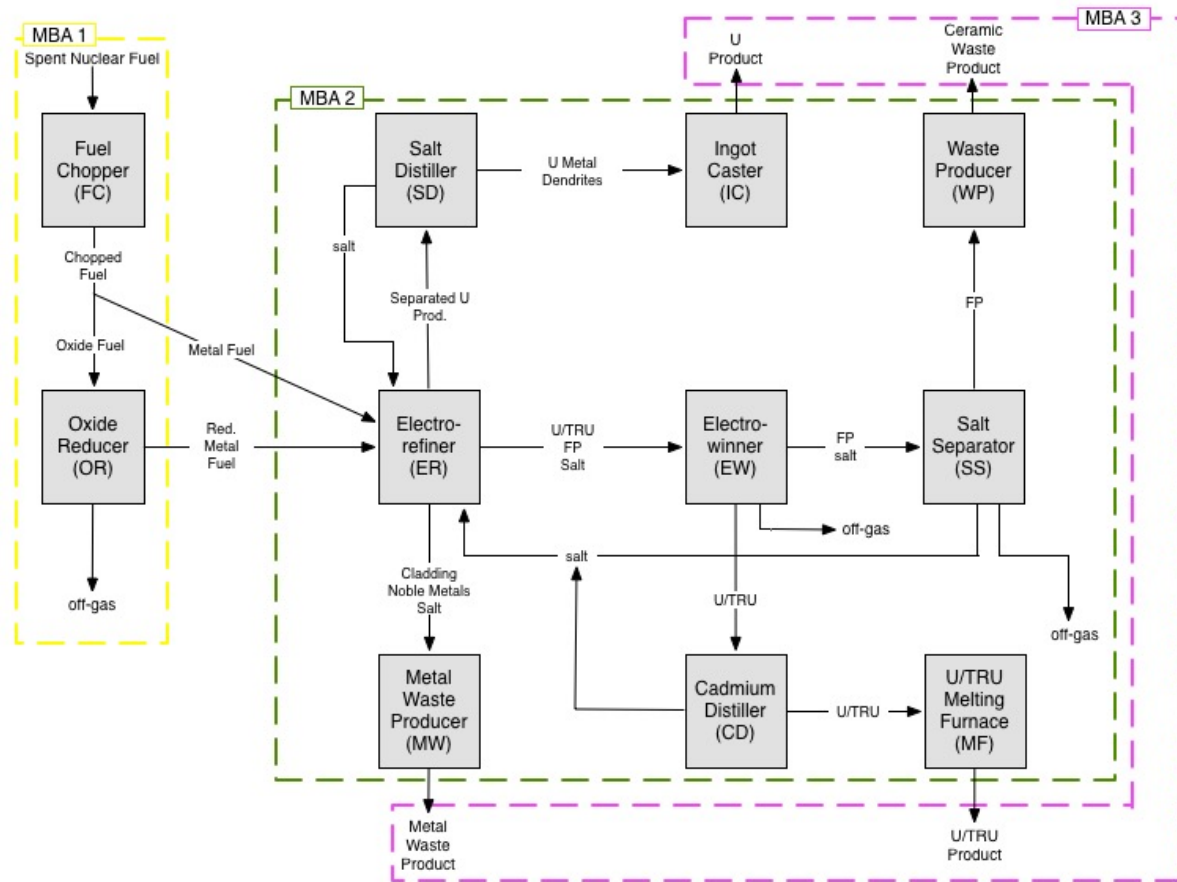 MBA 1
Spent Nuclear Fuel
Fuel
Chopper
(FC)
Chopped
Fuel
Oxide Fuel
Metal Fuel
Oxide
Reducer
(OR)
off-gas
Red.
Metal
Fuel
MBA 2
Salt
Distiller
(SD)
U Metal
Dendrites
Ingot
Caster
(IC)
Waste
Producer
(WP)
salt
Separated U
Prod.
FP
Electro-
refiner
(ER)
U/TRU
FP
Salt
Electro-
winner
(EW)
FP
salt
Salt
Separator
(SS)
off-gas
salt
Cladding
Noble Metals
Salt
U/TRU
off-gas
Metal
Waste
Producer
(MW)
Cadmium
Distiller
(CD)
U/TRU
U/TRU
Melting
Furnace
(MF)
MBA 3
U
Product
Ceramic
Waste
Product
Metal
Waste
Product
U/TRU
Product